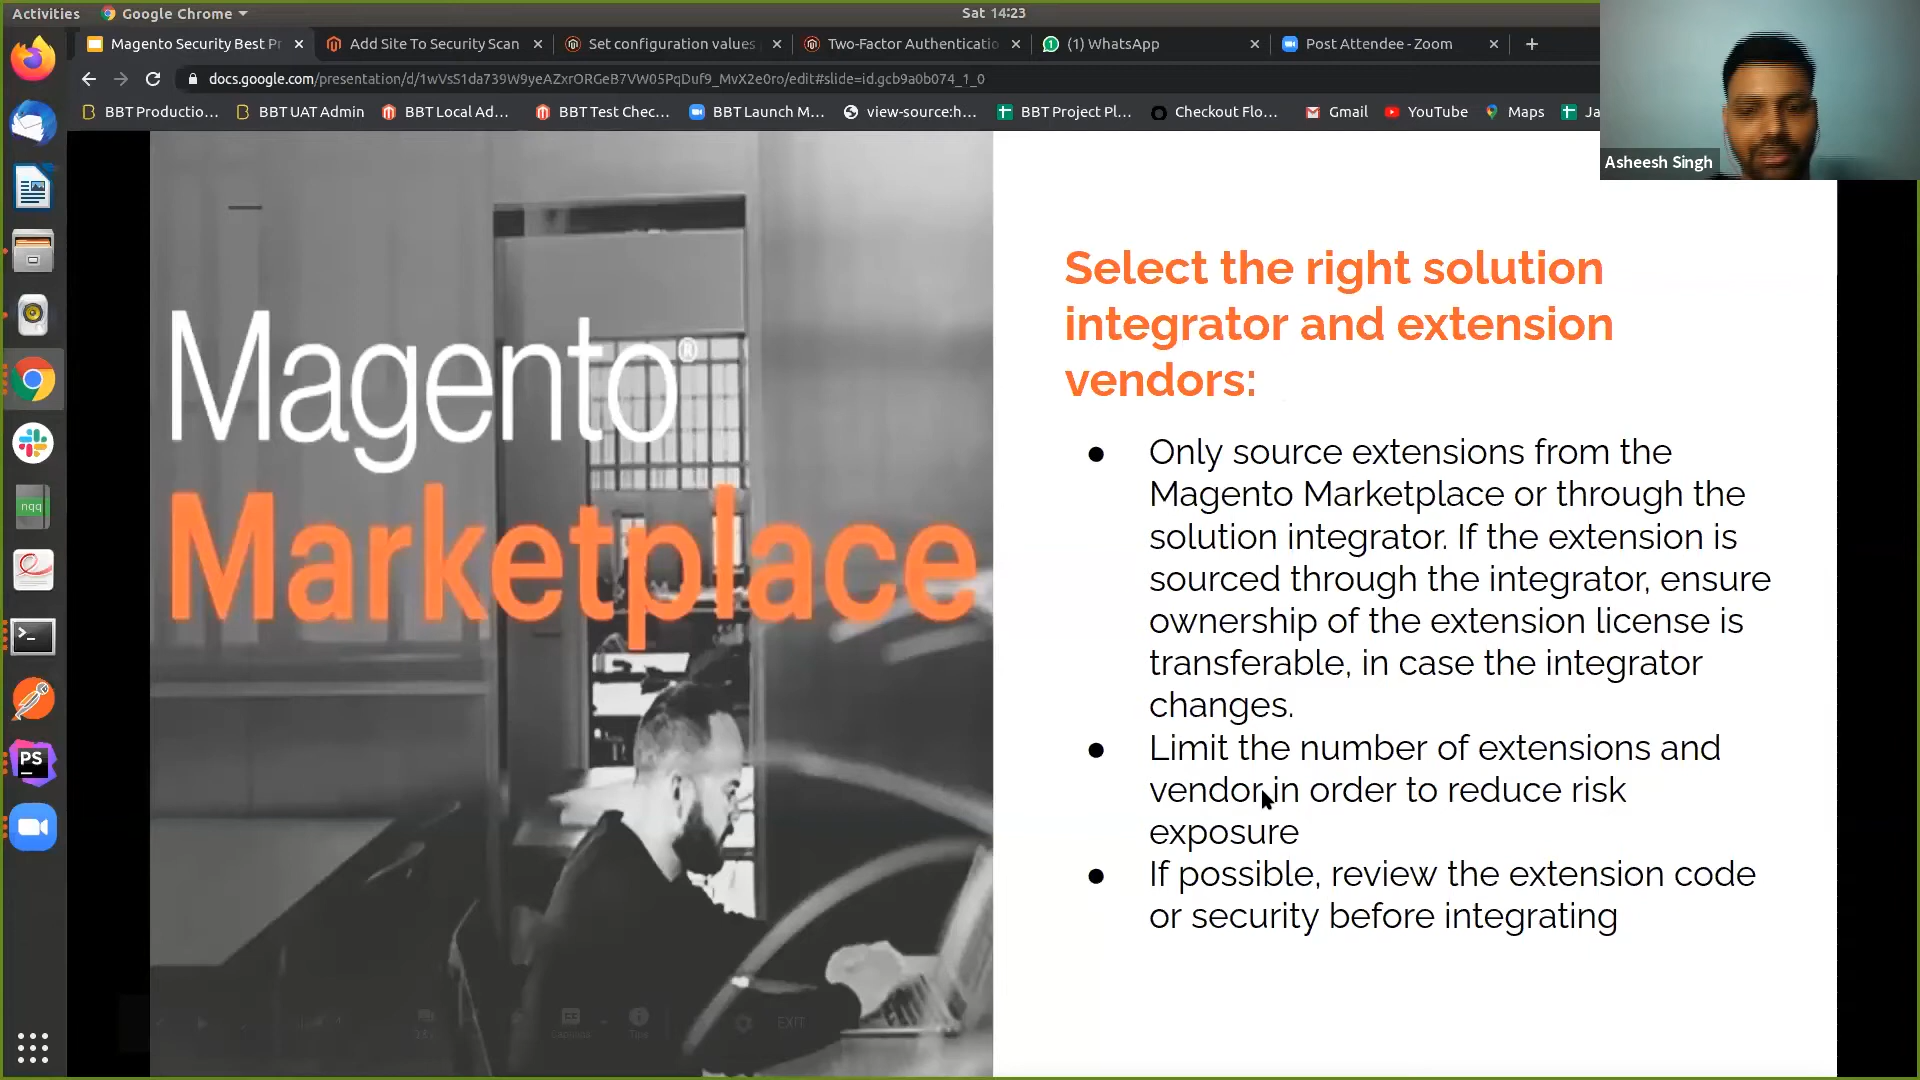 Activities
Google Chrome
Sat 14:23
Magento Security Best Pr
Add Site To Security Scan
Set configuration values
Two-Factor Authenticatio
(1) WhatsApp
Post Attendee - Zoom
docs.google.com/presentation/d/1wVsS1da739W9yeAZxrORGeB7VW05PqDuf9_MvX2e0ro/edit#slide=id.gcb9a0b074_1_0
BBT Productio...
BBT UAT Admin
BBT Local Ad...
BBT Test Chec...
BBT Launch M...
view-source:h...
BBT Project Pl...
Checkout Flo...
Gmail
YouTube
Maps
Ja
Asheesh Singh
Magento®
Marketplace
Select the right solution
integrator and extension
vendors:
● Only source extensions from the
Magento Marketplace or through the
solution integrator. If the extension is
sourced through the integrator, ensure
ownership of the extension license is
transferable, in case the integrator
changes.
● Limit the number of extensions and
vendor in order to reduce risk
exposure
● If possible, review the extension code
or security before integrating
nqq
PS
Captions
Tips
EXIT